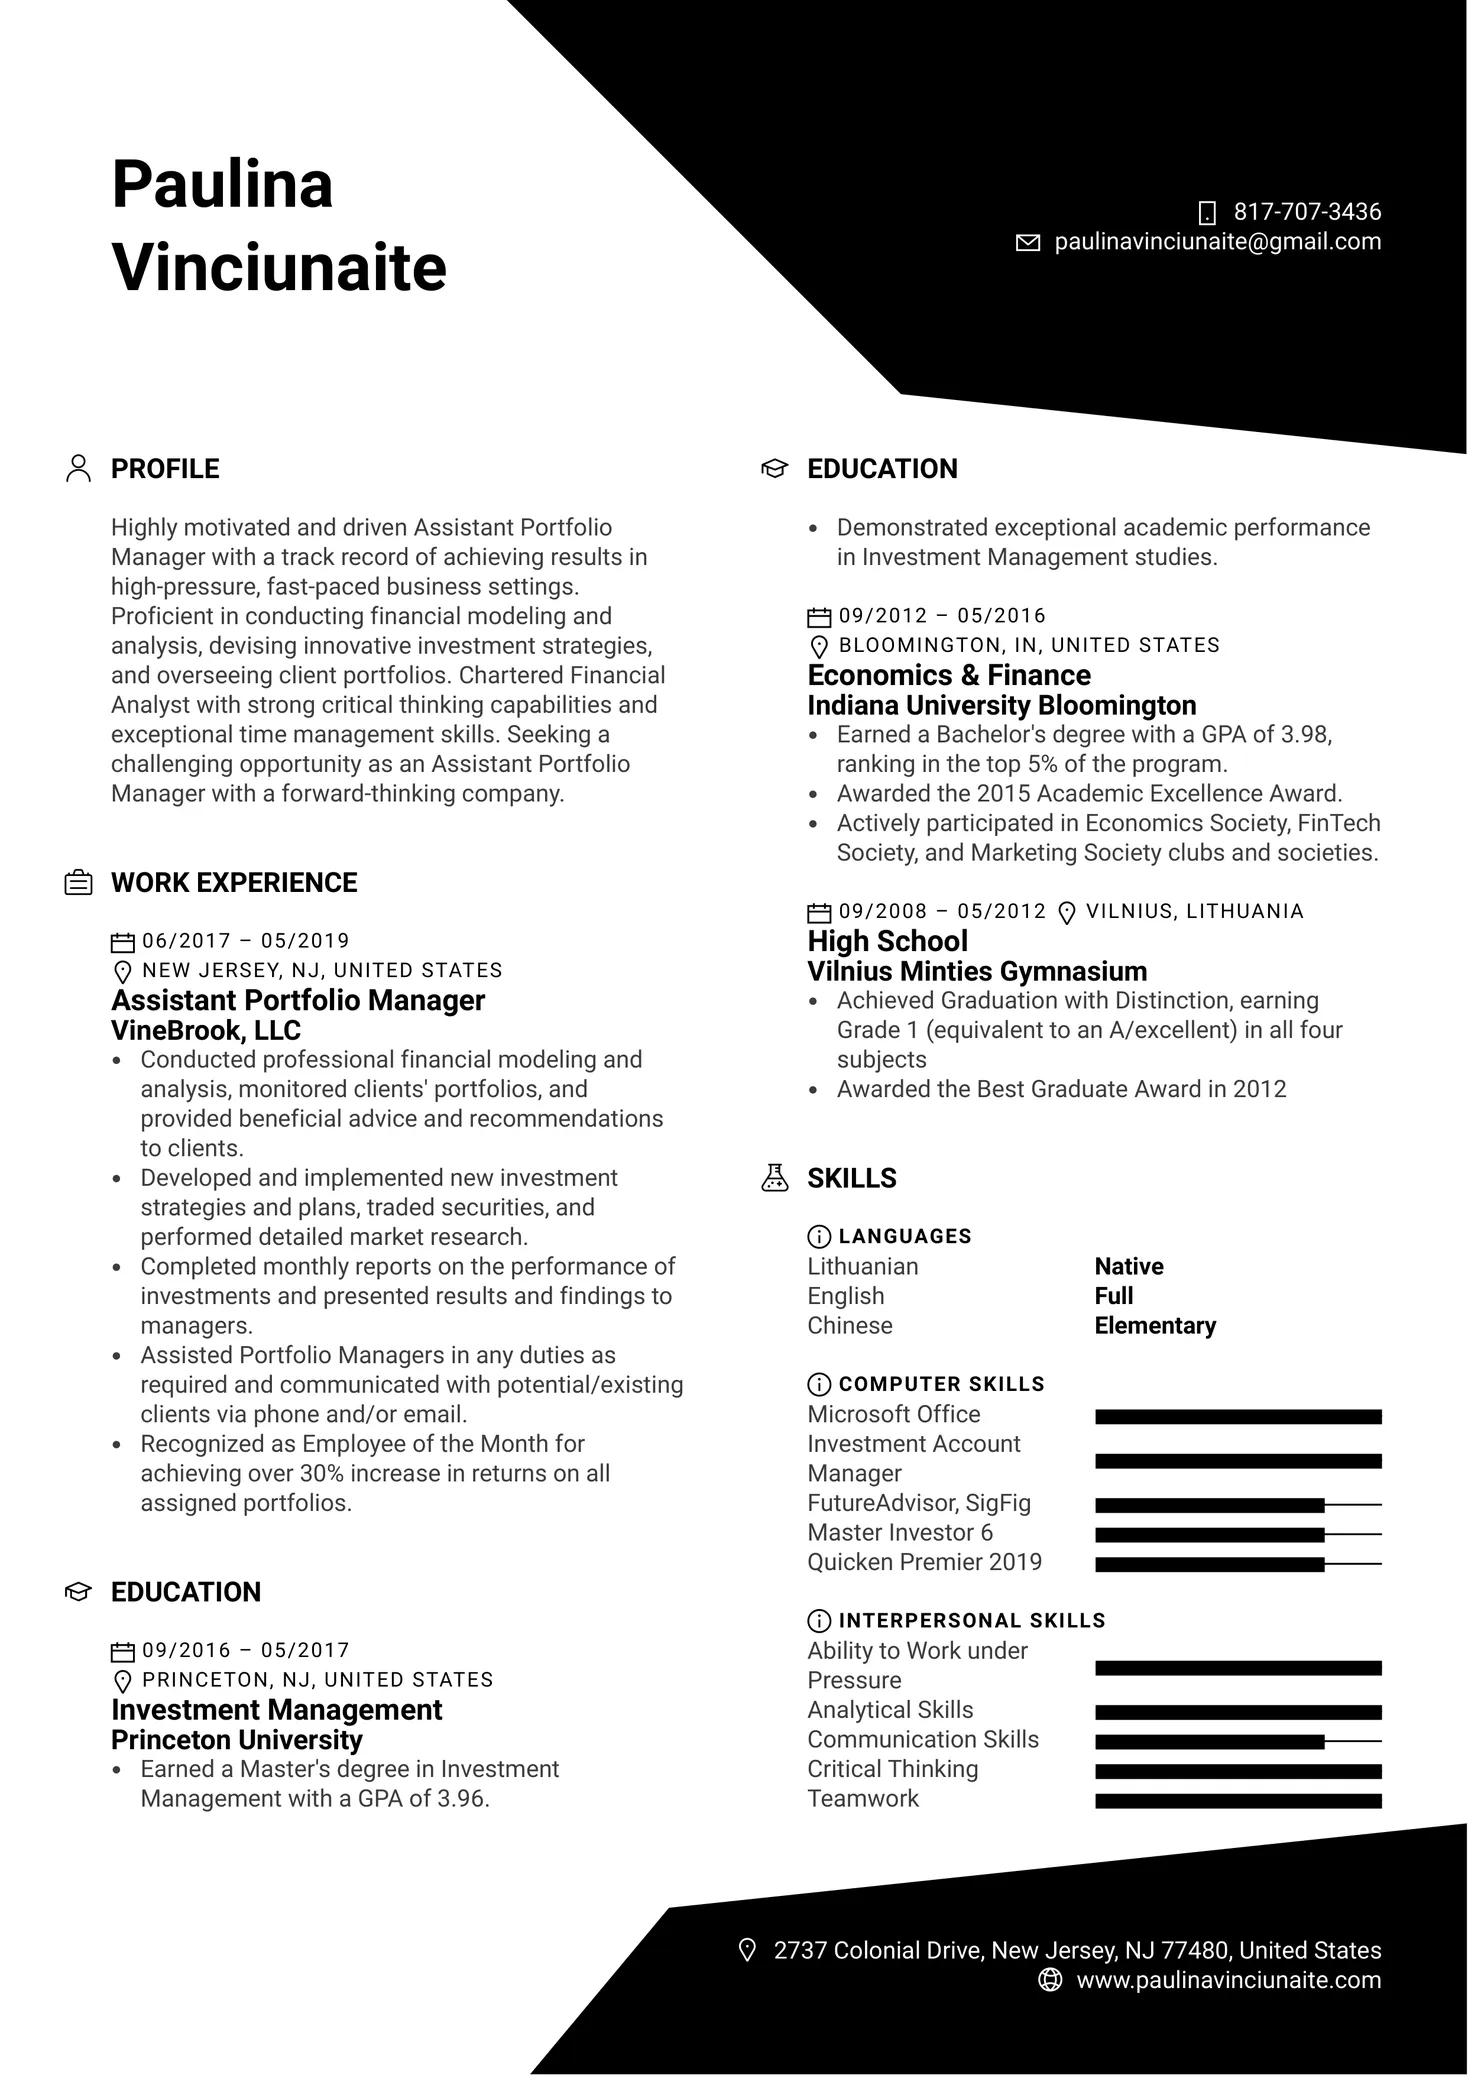 Paulina
Vinciunaite
817-707-3436
paulinavinciunaite@gmail.com
PROFILE
Highly motivated and driven Assistant Portfolio
Manager with a track record of achieving results in
high-pressure, fast-paced business settings.
Proficient in conducting financial modeling and
analysis, devising innovative investment strategies,
and overseeing client portfolios. Chartered Financial
Analyst with strong critical thinking capabilities and
exceptional time management skills. Seeking a
challenging opportunity as an Assistant Portfolio
Manager with a forward-thinking company.
WORK EXPERIENCE
06/2017 – 05/2019
NEW JERSEY, NJ, UNITED STATES
Assistant Portfolio Manager
VineBrook, LLC
• Conducted professional financial modeling and
analysis, monitored clients' portfolios, and
provided beneficial advice and recommendations
to clients.
• Developed and implemented new investment
strategies and plans, traded securities, and
performed detailed market research.
• Completed monthly reports on the performance of
investments and presented results and findings to
managers.
• Assisted Portfolio Managers in any duties as
required and communicated with potential/existing
clients via phone and/or email.
• Recognized as Employee of the Month for
achieving over 30% increase in returns on all
assigned portfolios.
EDUCATION
09/2016 – 05/2017
PRINCETON, NJ, UNITED STATES
Investment Management
Princeton University
• Earned a Master's degree in Investment
Management with a GPA of 3.96.
EDUCATION
• Demonstrated exceptional academic performance
in Investment Management studies.
09/2012 – 05/2016
BLOOMINGTON, IN, UNITED STATES
Economics & Finance
Indiana University Bloomington
• Earned a Bachelor's degree with a GPA of 3.98,
ranking in the top 5% of the program.
• Awarded the 2015 Academic Excellence Award.
• Actively participated in Economics Society, FinTech
Society, and Marketing Society clubs and societies.
09/2008 – 05/2012 VILNIUS, LITHUANIA
High School
Vilnius Minties Gymnasium
• Achieved Graduation with Distinction, earning
Grade 1 (equivalent to an A/excellent) in all four
subjects
• Awarded the Best Graduate Award in 2012
SKILLS
LANGUAGES
Lithuanian Native
English Full
Chinese Elementary
COMPUTER SKILLS
Microsoft Office
Investment Account
Manager
FutureAdvisor, SigFig
Master Investor 6
Quicken Premier 2019
INTERPERSONAL SKILLS
Ability to Work under
Pressure
Analytical Skills
Communication Skills
Critical Thinking
Teamwork
2737 Colonial Drive, New Jersey, NJ 77480, United States
www.paulinavinciunaite.com